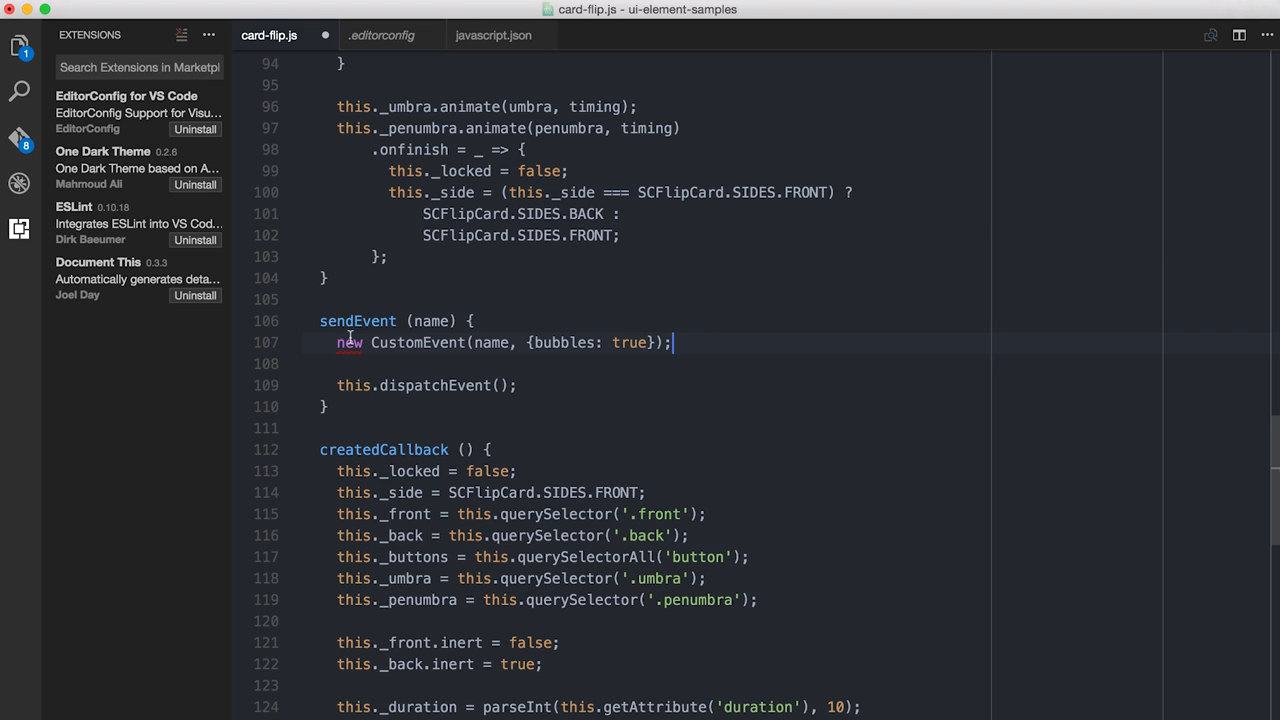 card-flip.js - ui-element-samples
EXTENSIONS
card-flip.js
.editorconfig
javascript.json
1
8
Search Extensions in Marketpl
EditorConfig for VS Code
EditorConfig Support for Visu...
EditorConfig
Uninstall
One Dark Theme 0.2.6
One Dark Theme based on A...
Mahmoud Ali
Uninstall
ESLint 0.10.18
Integrates ESLint into VS Cod...
Dirk Baeumer
Uninstall
Document This 0.3.3
Automatically generates deta...
Joel Day
Uninstall
94 }
95
96 this._umbra.animate(umbra, timing);
97 this._penumbra.animate(penumbra, timing)
98 .onfinish = _ => {
99 this._locked = false;
100 this._side = (this._side === SCFlipCard.SIDES.FRONT) ?
101 SCFlipCard.SIDES.BACK :
102 SCFlipCard.SIDES.FRONT;
103 };
104 }
105
106 sendEvent (name) {
107 new CustomEvent(name, {bubbles: true});
108
109 this.dispatchEvent();
110 }
111
112 createdCallback () {
113 this._locked = false;
114 this._side = SCFlipCard.SIDES.FRONT;
115 this._front = this.querySelector('.front');
116 this._back = this.querySelector('.back');
117 this._buttons = this.querySelectorAll('button');
118 this._umbra = this.querySelector('.umbra');
119 this._penumbra = this.querySelector('.penumbra');
120
121 this._front.inert = false;
122 this._back.inert = true;
123
124 this._duration = parseInt(this.getAttribute('duration'), 10);